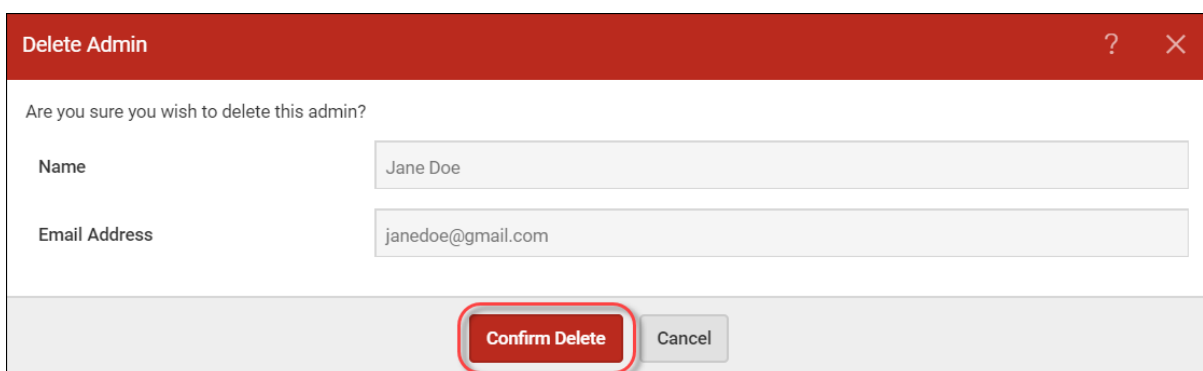 Delete Admin ?
Are you sure you wish to delete this admin?
Name Jane Doe
Email Address janedoe@gmail.com
Confirm Delete Cancel